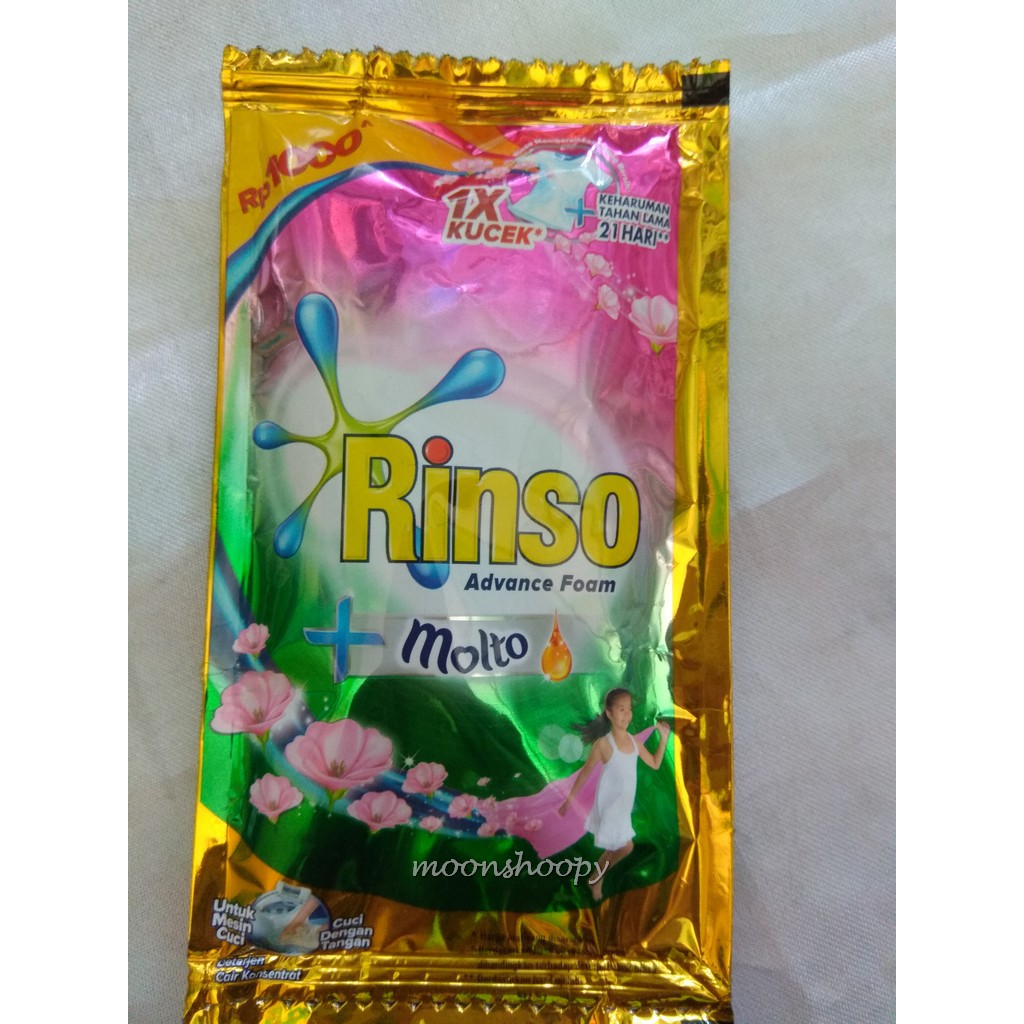 Rp1000^
1X
KUCEK*
+
KEHARUMAN
TAHAN LAMA
21 HARI**
Rinso
Advance Foam
+ Molto
moonshoopy
Untuk
Mesin
Cuci
Cuci
Dengan
Tangan
Deterjen
Cair Konsentrat